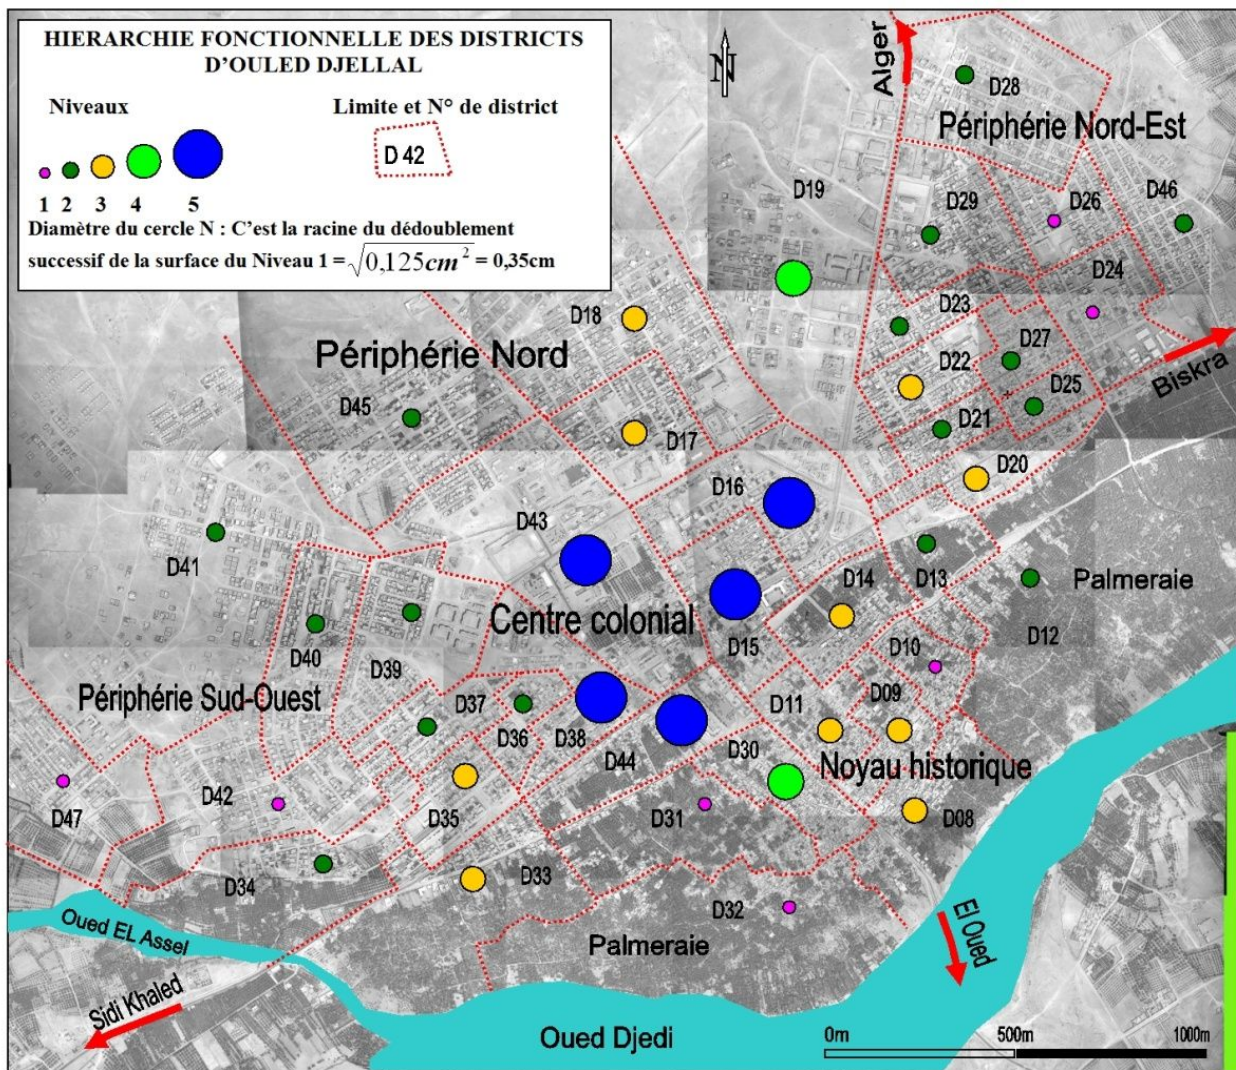 HIERARCHIE FONCTIONNELLE DES DISTRICTS
D'OULED DJELLAL
Niveaux
Limite et N° de district
D 42
1 2 3 4 5
Diamètre du cercle N : C'est la racine du dédoublement
successif de la surface du Niveau 1 = √0,125cm² = 0,35cm
N
Alger
D28
Périphérie Nord-Est
D19
D29
D26
D46
D24
D18
D23
D27
Périphérie Nord
D22
D25
Biskra
D45
D21
D17
D20
D16
D43
D41
D14
D13
Palmeraie
Centre colonial
D12
D40
D15
D10
D39
Périphérie Sud-Ouest
D37
D09
D11
D36
D38
D30
D44
Noyau historique
D42
D47
D35
D31
D08
D34
D33
D32
El Oued
Oued EL Assel
Palmeraie
Sidi Khaled
Oued Djedi
0m 500m 1000m